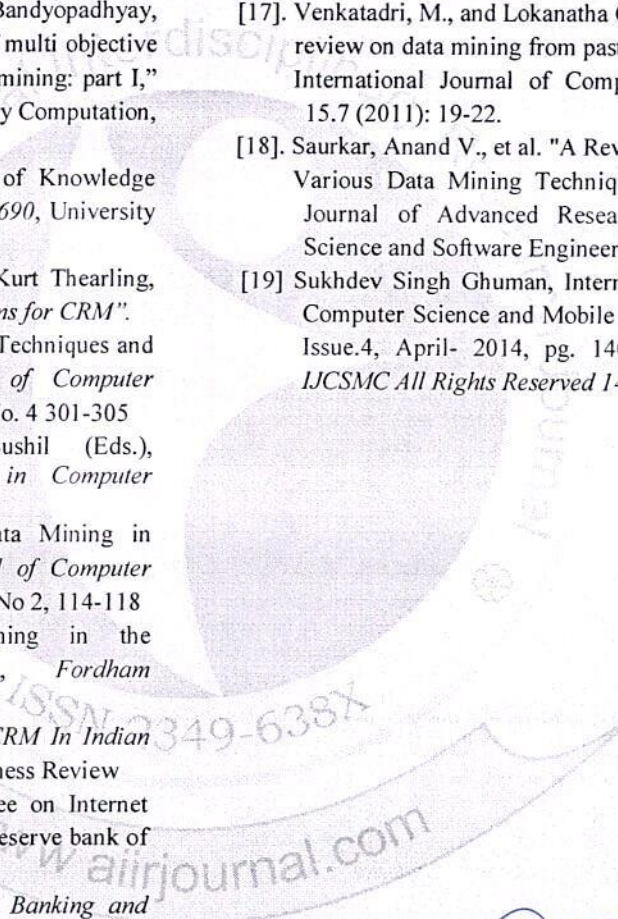 Bandyopadhyay,
multi objective
mining: part I,”
y Computation,
of Knowledge
690, University
Kurt Thearling,
ns for CRM”.
Techniques and
of Computer
o. 4 301-305
ushil (Eds.),
in Computer
ta Mining in
l of Computer
No 2, 114-118
ning in the
, Fordham
CRM In Indian
ness Review
ee on Internet
eserve bank of
Banking and
[17]. Venkatadri, M., and Lokanatha
review on data mining from past
International Journal of Comp
15.7 (2011): 19-22.
[18]. Saurkar, Anand V., et al. "A Rev
Various Data Mining Techniq
Journal of Advanced Resea
Science and Software Engineer
[19] Sukhdev Singh Ghuman, Intern
Computer Science and Mobile
Issue.4, April- 2014, pg. 14
IJCSMC All Rights Reserved 14
ISSN 2349-638X
www.aiirjournal.com